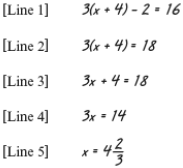 [Line 1] 3(x + 4) - 2 = 16
[Line 2] 3(x + 4) = 18
[Line 3] 3x + 4 = 18
[Line 4] 3x = 14
[Line 5] x = 4 2/3